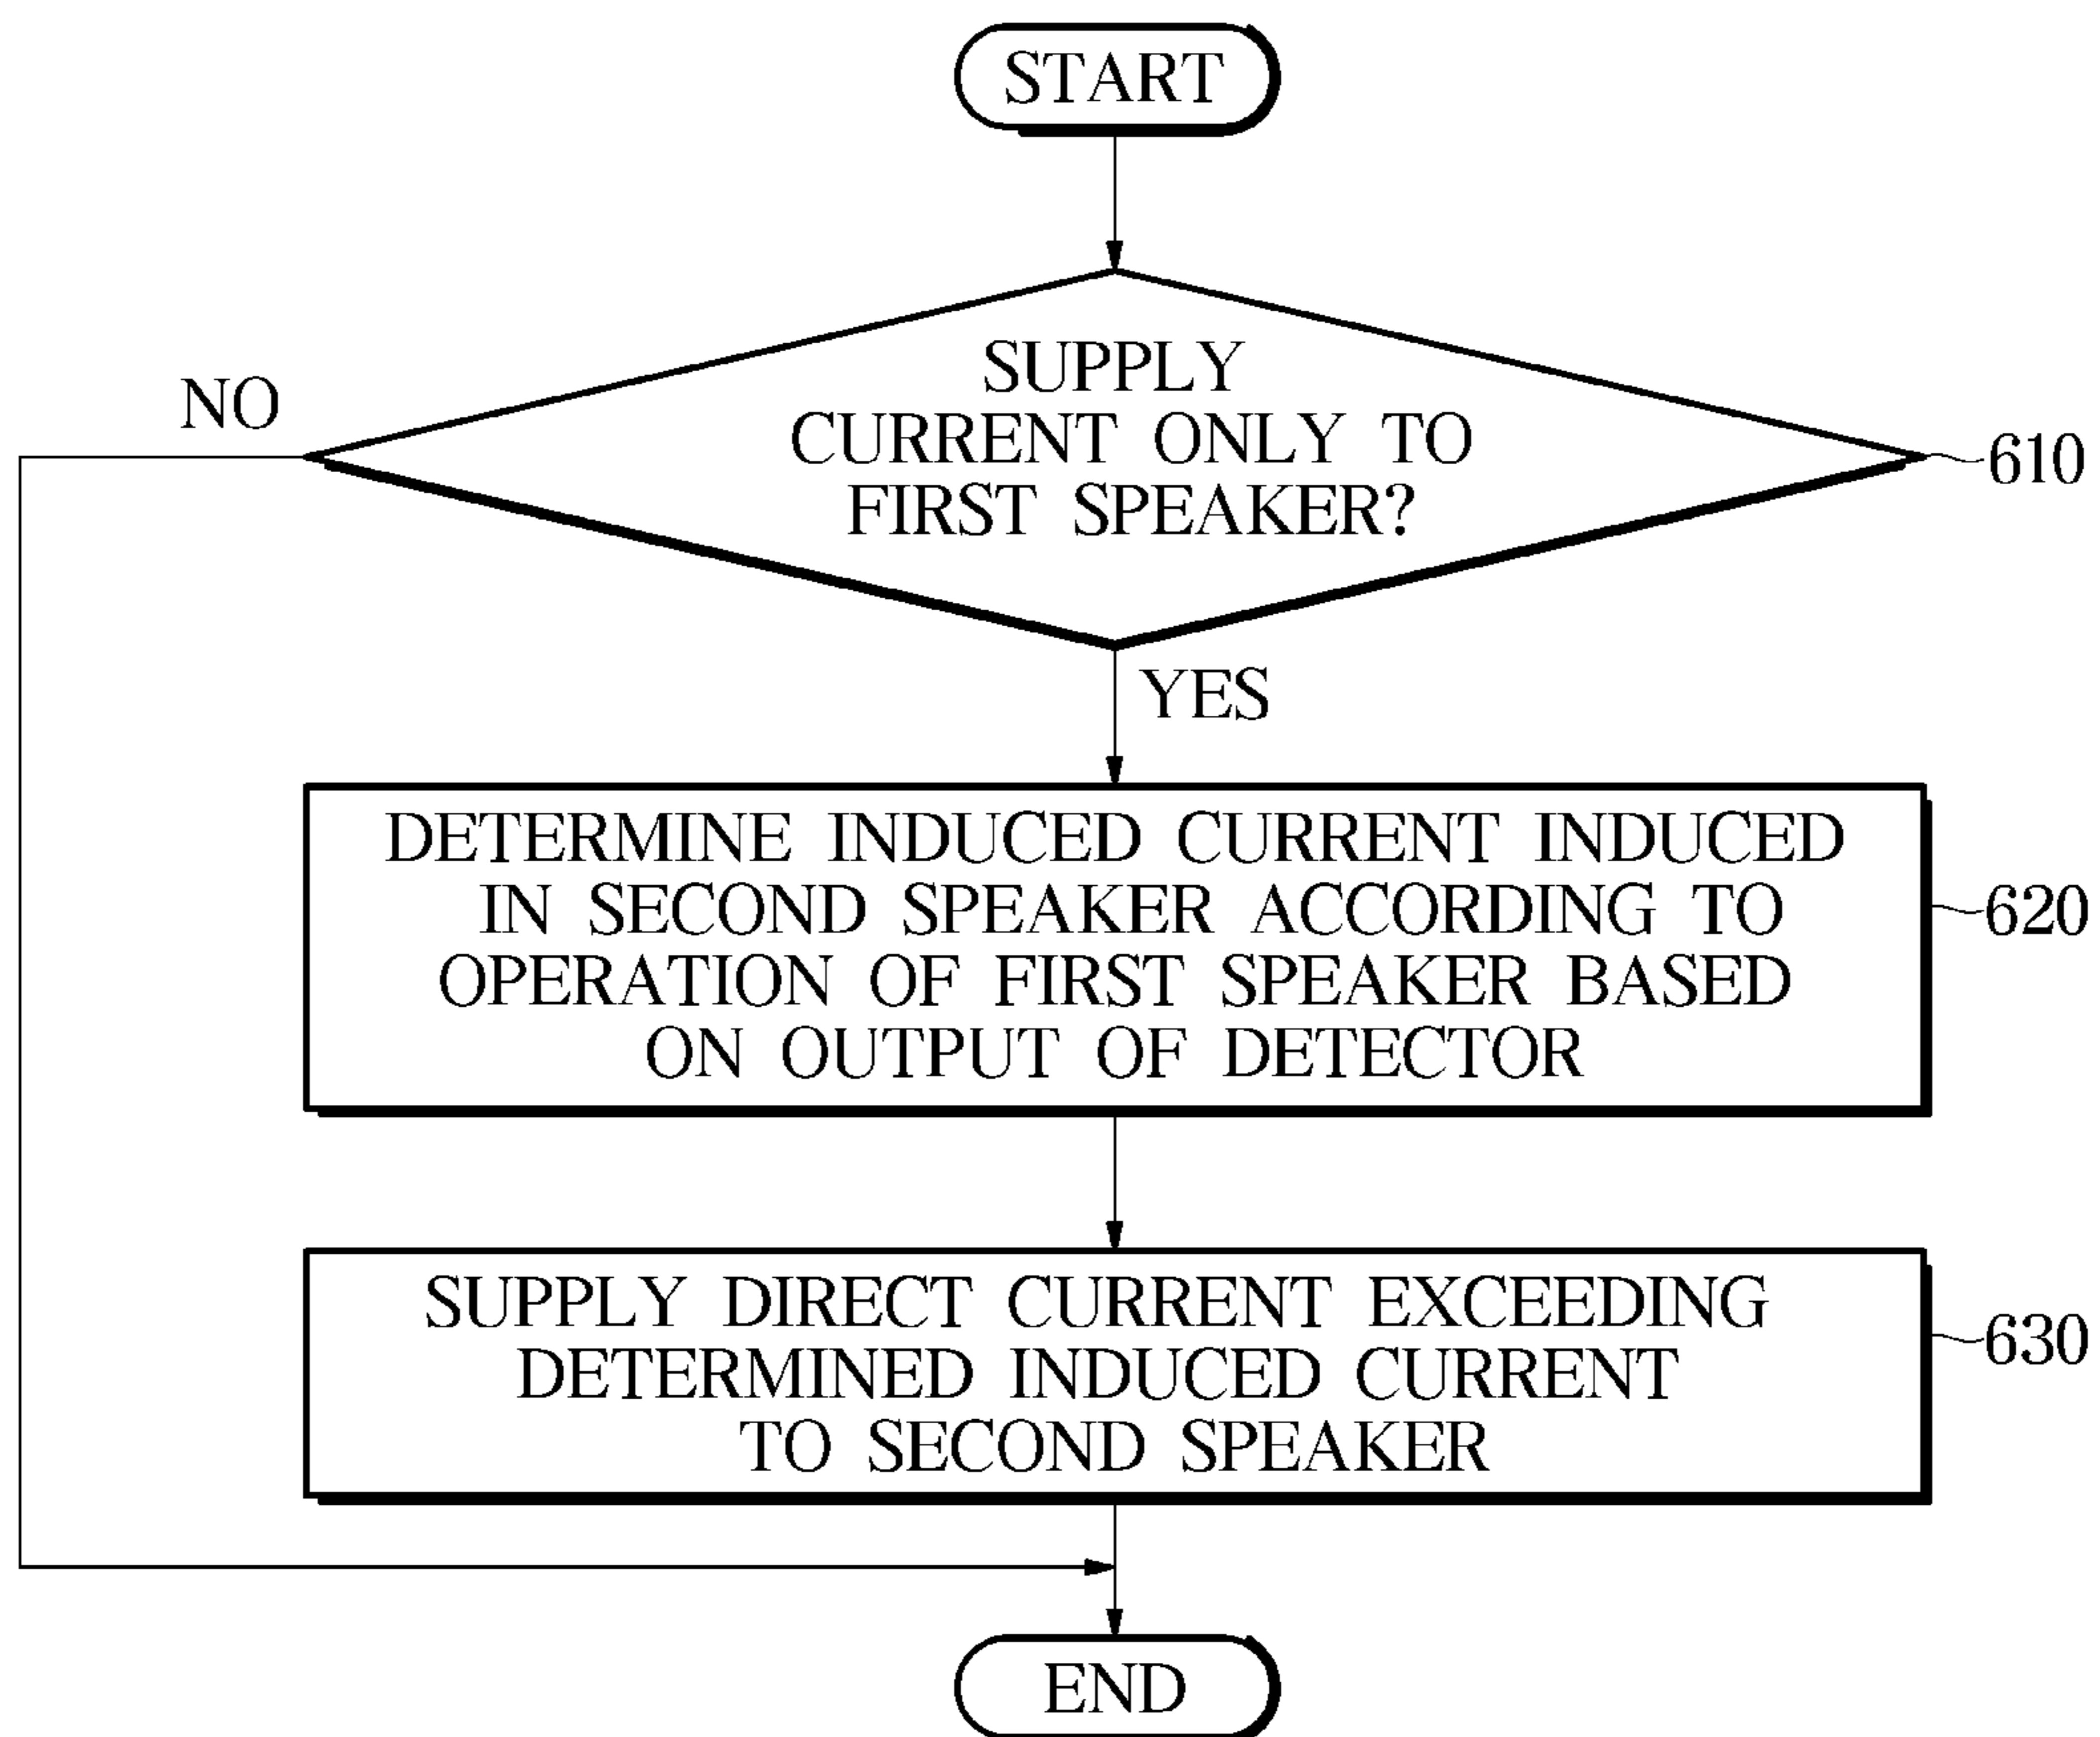 START
SUPPLY
CURRENT ONLY TO
FIRST SPEAKER?
NO
610
YES
DETERMINE INDUCED CURRENT INDUCED
IN SECOND SPEAKER ACCORDING TO
OPERATION OF FIRST SPEAKER BASED
ON OUTPUT OF DETECTOR
620
SUPPLY DIRECT CURRENT EXCEEDING
DETERMINED INDUCED CURRENT
TO SECOND SPEAKER
630
END